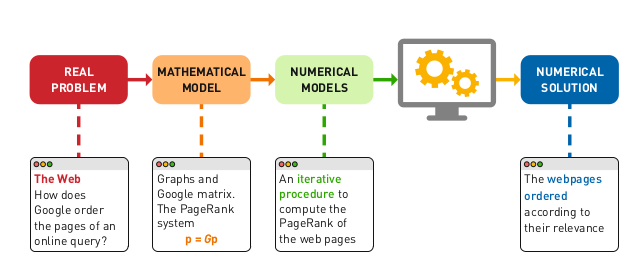 REAL
PROBLEM
MATHEMATICAL
MODEL
NUMERICAL
MODELS
NUMERICAL
SOLUTION
The Web
How does
Google order
the pages of an
online query?
Graphs and
Google matrix.
The PageRank
system
p = Gp
An iterative
procedure to
compute the
PageRank of
the web pages
The webpages
ordered
according to
their relevance